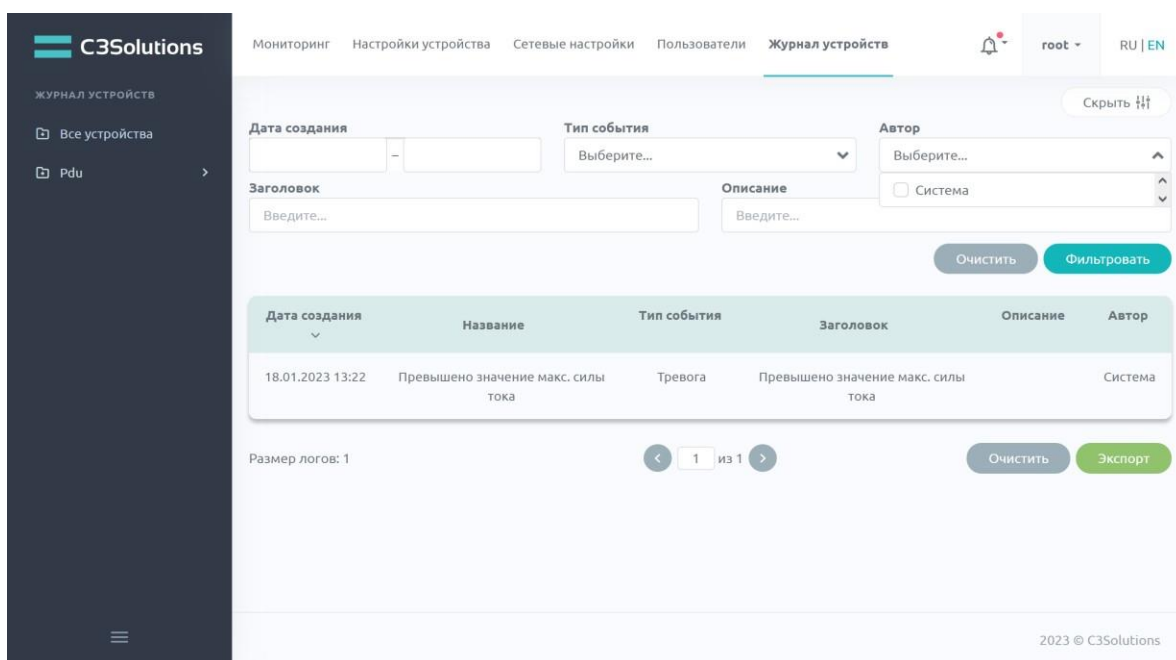 C3Solutions
Мониторинг Настройки устройства Сетевые настройки Пользователи Журнал устройств root RU | EN
ЖУРНАЛ УСТРОЙСТВ
Все устройства
Pdu
Скрыть
Дата создания Тип события Автор
– Выберите... Выберите...
Система
Заголовок Описание
Введите... Введите...
Очистить Фильтровать
Дата создания Название Тип события Заголовок Описание Автор
18.01.2023 13:22 Превышено значение макс. силы Тревога Превышено значение макс. силы Система
тока тока
Размер логов: 1 1 из 1 Очистить Экспорт
2023 © C3Solutions